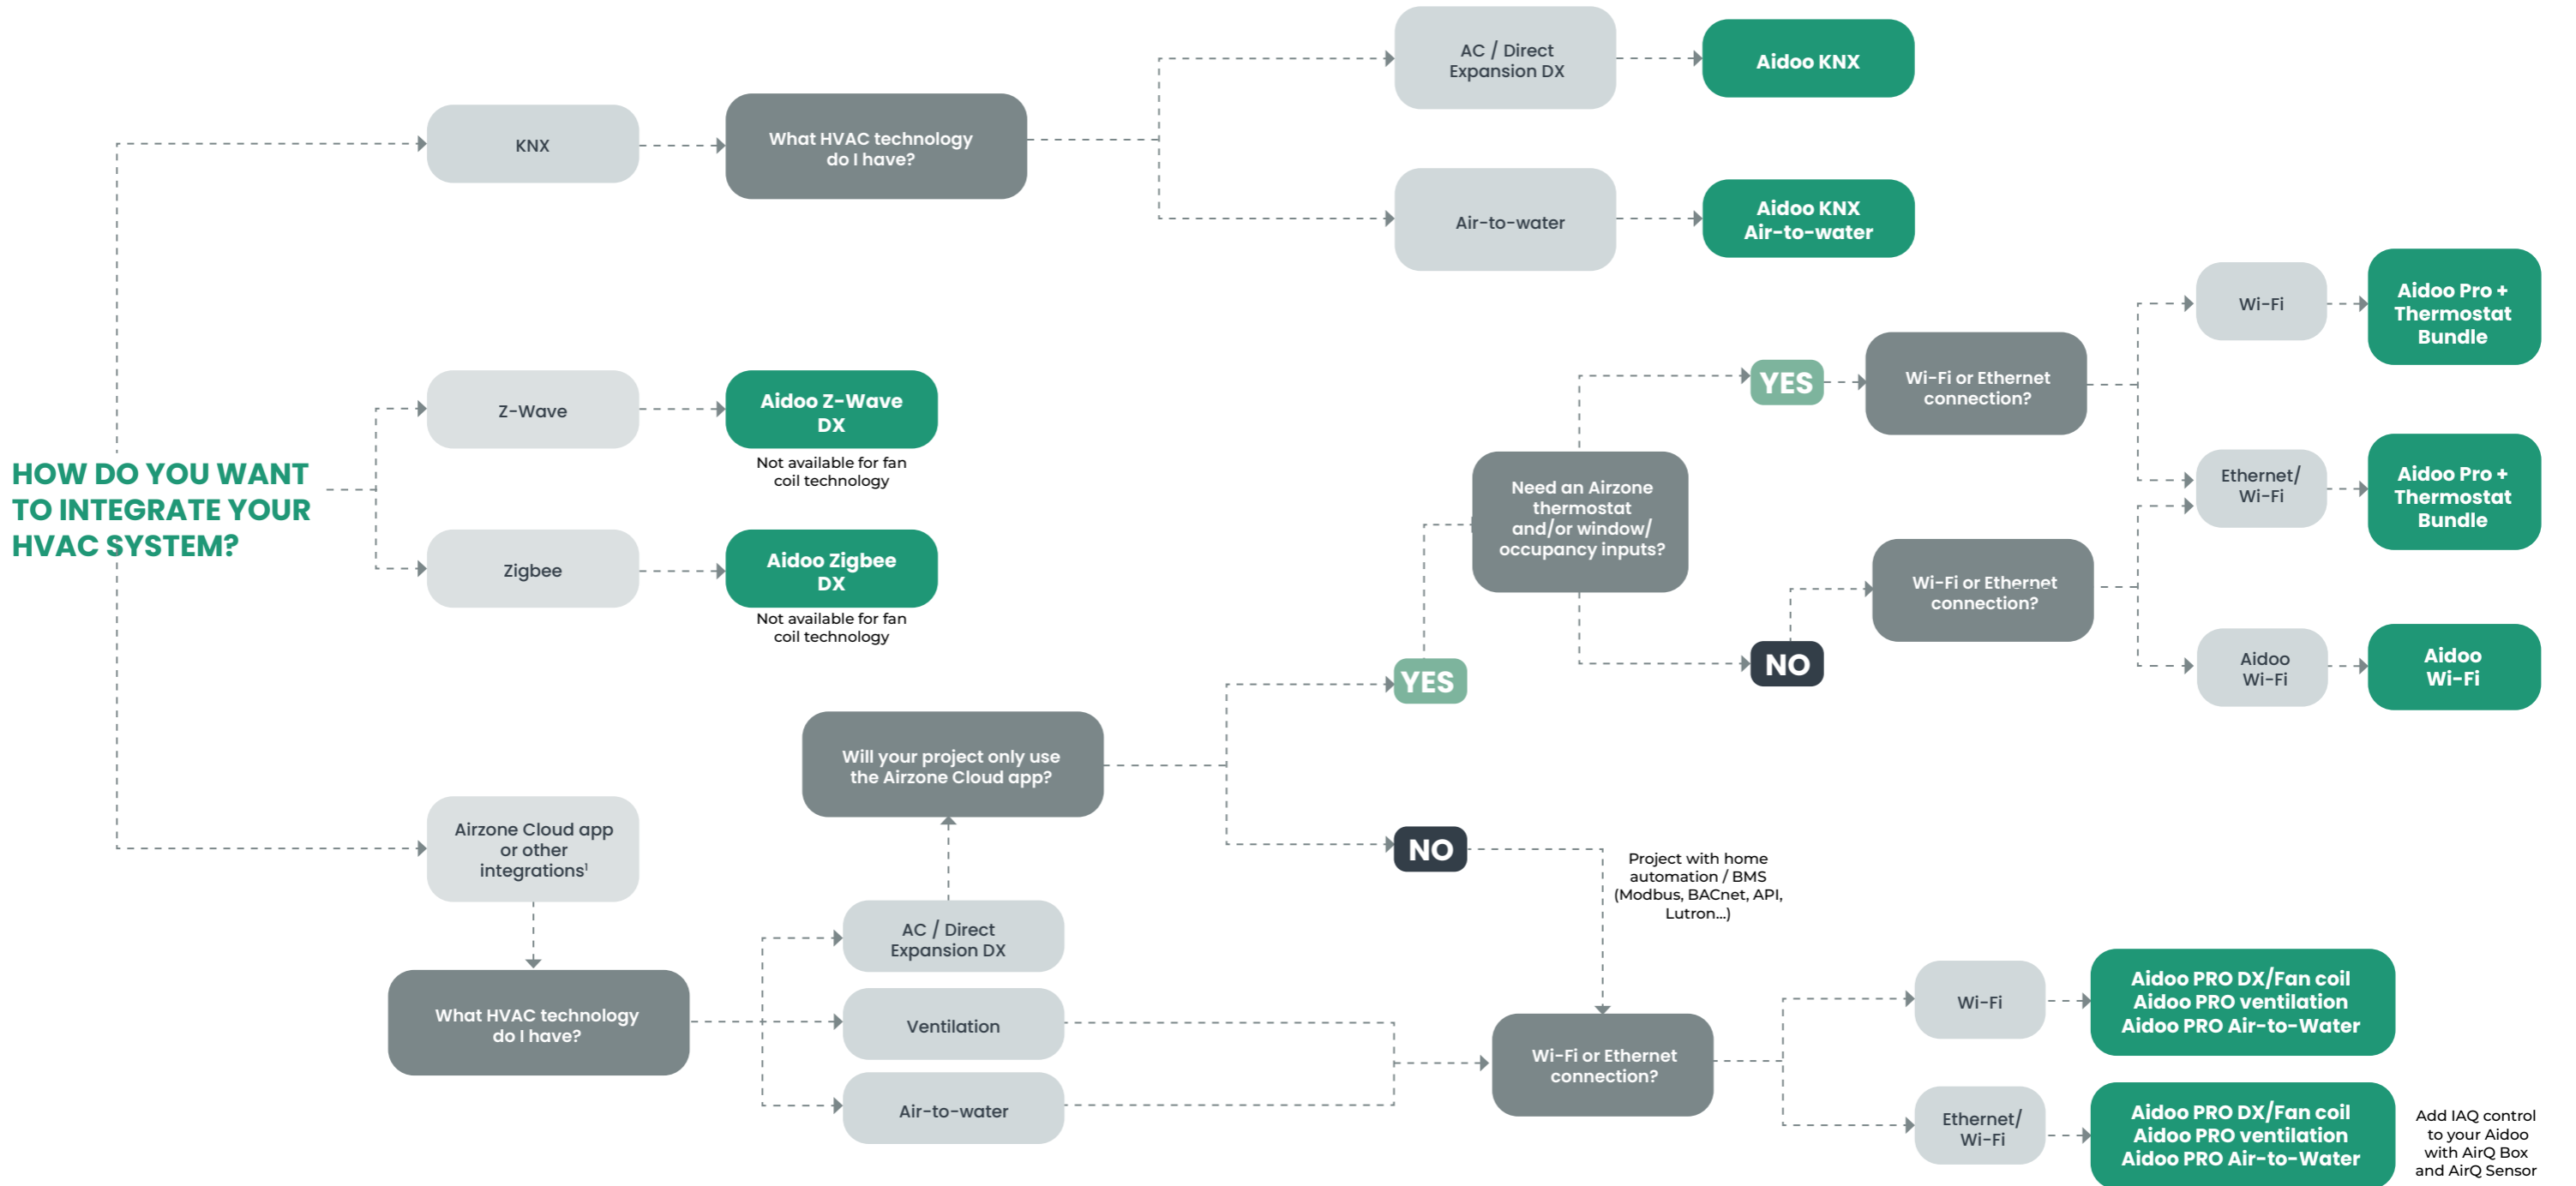 HOW DO YOU WANT
TO INTEGRATE YOUR
HVAC SYSTEM?
KNX
What HVAC technology
do I have?
AC / Direct
Expansion DX
Aidoo KNX
Air-to-water
Aidoo KNX
Air-to-water
Z-Wave
Aidoo Z-Wave
DX
Not available for fan
coil technology
Zigbee
Aidoo Zigbee
DX
Not available for fan
coil technology
Airzone Cloud app
or other
integrations¹
What HVAC technology
do I have?
AC / Direct
Expansion DX
Ventilation
Air-to-water
Will your project only use
the Airzone Cloud app?
YES
Need an Airzone
thermostat
and/or window/
occupancy inputs?
YES
Wi-Fi or Ethernet
connection?
Wi-Fi
Aidoo Pro +
Thermostat
Bundle
Ethernet/
Wi-Fi
Aidoo Pro +
Thermostat
Bundle
NO
Wi-Fi or Ethernet
connection?
Aidoo
Wi-Fi
Aidoo
Wi-Fi
NO
Project with home
automation / BMS
(Modbus, BACnet, API,
Lutron...)
Wi-Fi or Ethernet
connection?
Wi-Fi
Aidoo PRO DX/Fan coil
Aidoo PRO ventilation
Aidoo PRO Air-to-Water
Ethernet/
Wi-Fi
Aidoo PRO DX/Fan coil
Aidoo PRO ventilation
Aidoo PRO Air-to-Water
Add IAQ control
to your Aidoo
with AirQ Box
and AirQ Sensor